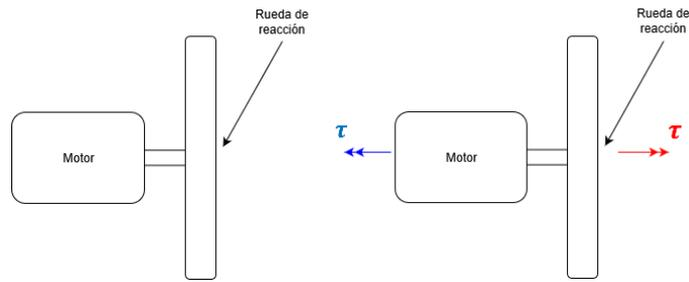 Rueda de
reacción
Motor
Rueda de
reacción
τ
Motor
τ